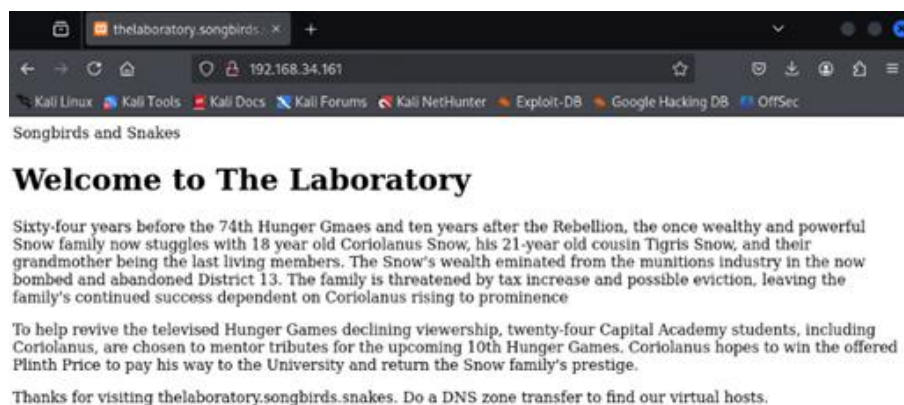 thelaboratory.songbirds.
192.168.34.161
Kali Linux Kali Tools Kali Docs Kali Forums Kali NetHunter Exploit-DB Google Hacking DB OffSec
Songbirds and Snakes
Welcome to The Laboratory
Sixty-four years before the 74th Hunger Gmaes and ten years after the Rebellion, the once wealthy and powerful
Snow family now stuggles with 18 year old Coriolanus Snow, his 21-year old cousin Tigris Snow, and their
grandmother being the last living members. The Snow's wealth eminated from the munitions industry in the now
bombed and abandoned District 13. The family is threatened by tax increase and possible eviction, leaving the
family's continued success dependent on Coriolanus rising to prominence
To help revive the televised Hunger Games declining viewership, twenty-four Capital Academy students, including
Coriolanus, are chosen to mentor tributes for the upcoming 10th Hunger Games. Coriolanus hopes to win the offered
Plinth Price to pay his way to the University and return the Snow family's prestige.
Thanks for visiting thelaboratory.songbirds.snakes. Do a DNS zone transfer to find our virtual hosts.